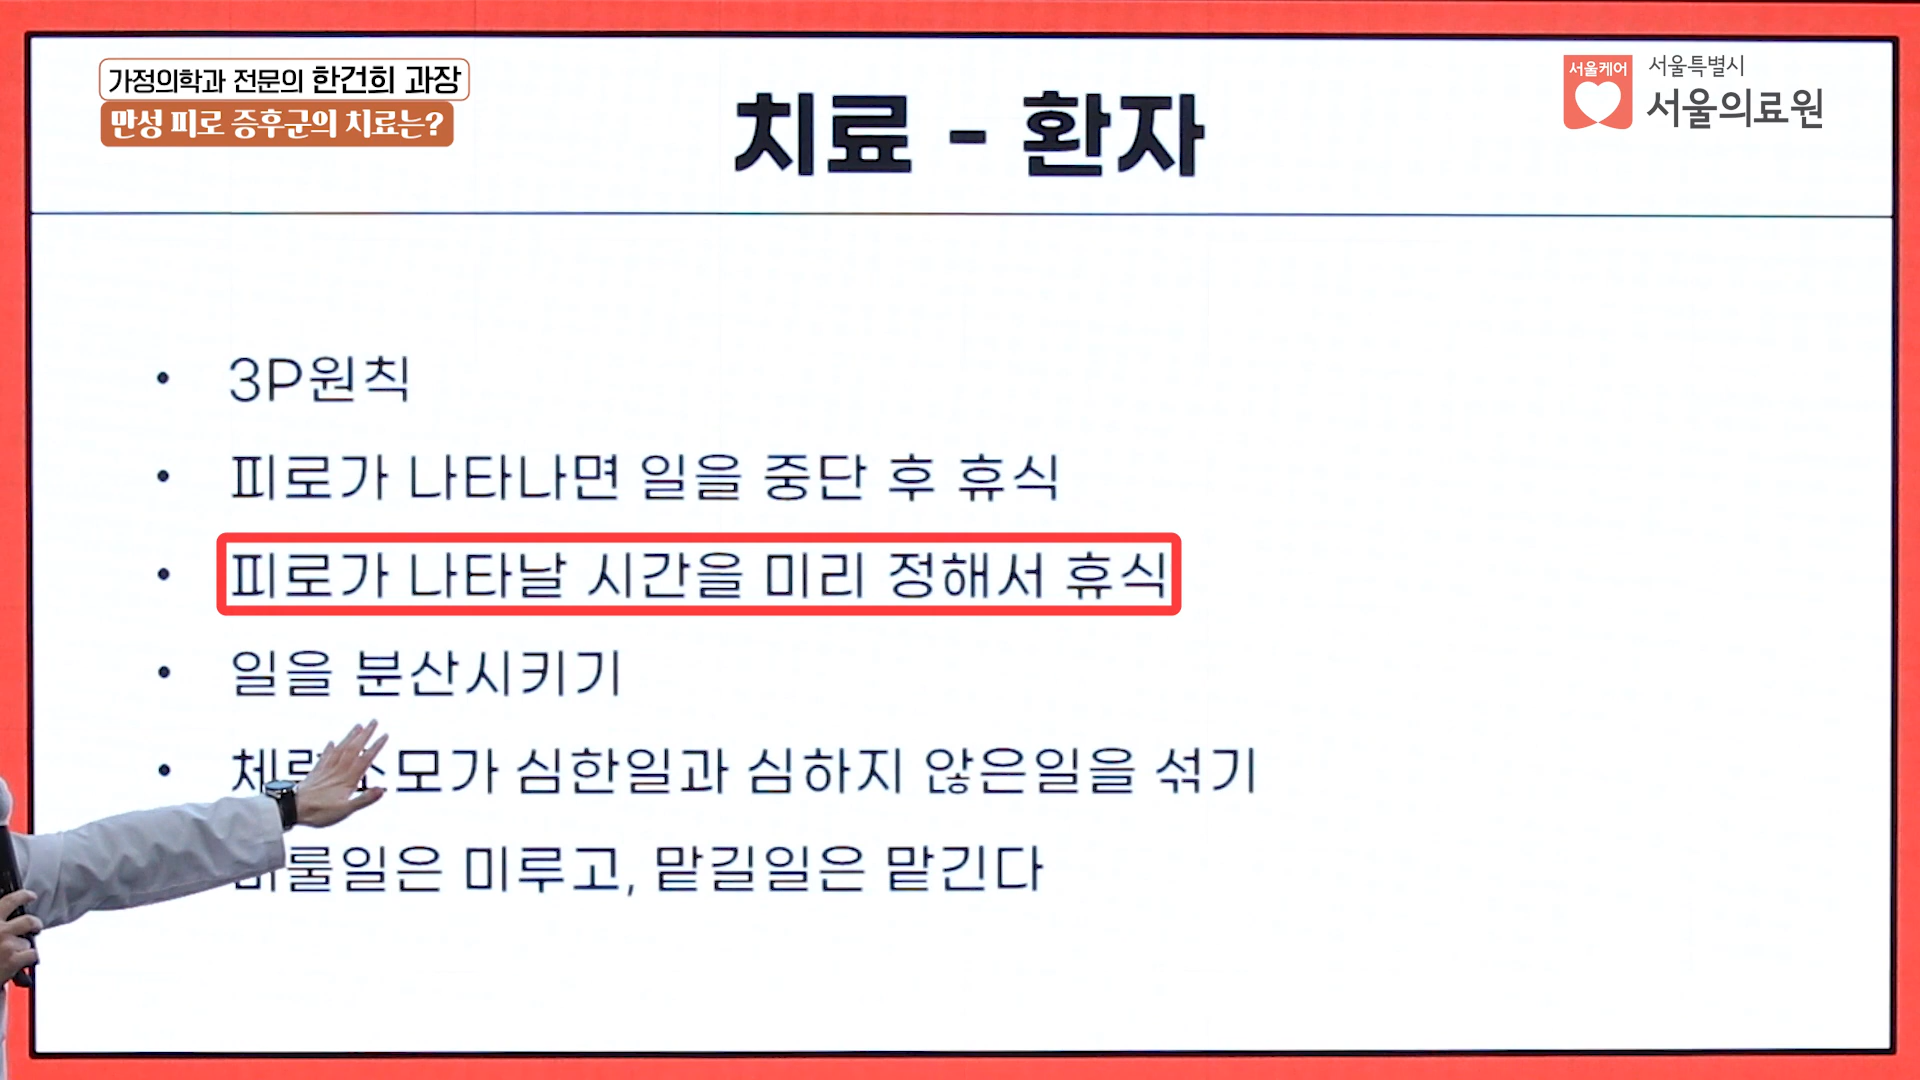 가정의학과 전문의 한건희 과장
만성 피로 증후군의 치료는?
치료 - 환자
서울케어
서울특별시
서울의료원
• 3P원칙
• 피로가 나타나면 일을 중단 후 휴식
• 피로가 나타날 시간을 미리 정해서 휴식
• 일을 분산시키기
• 체력소모가 심한일과 심하지 않은일을 섞기
미룰일은 미루고, 맡길일은 맡긴다